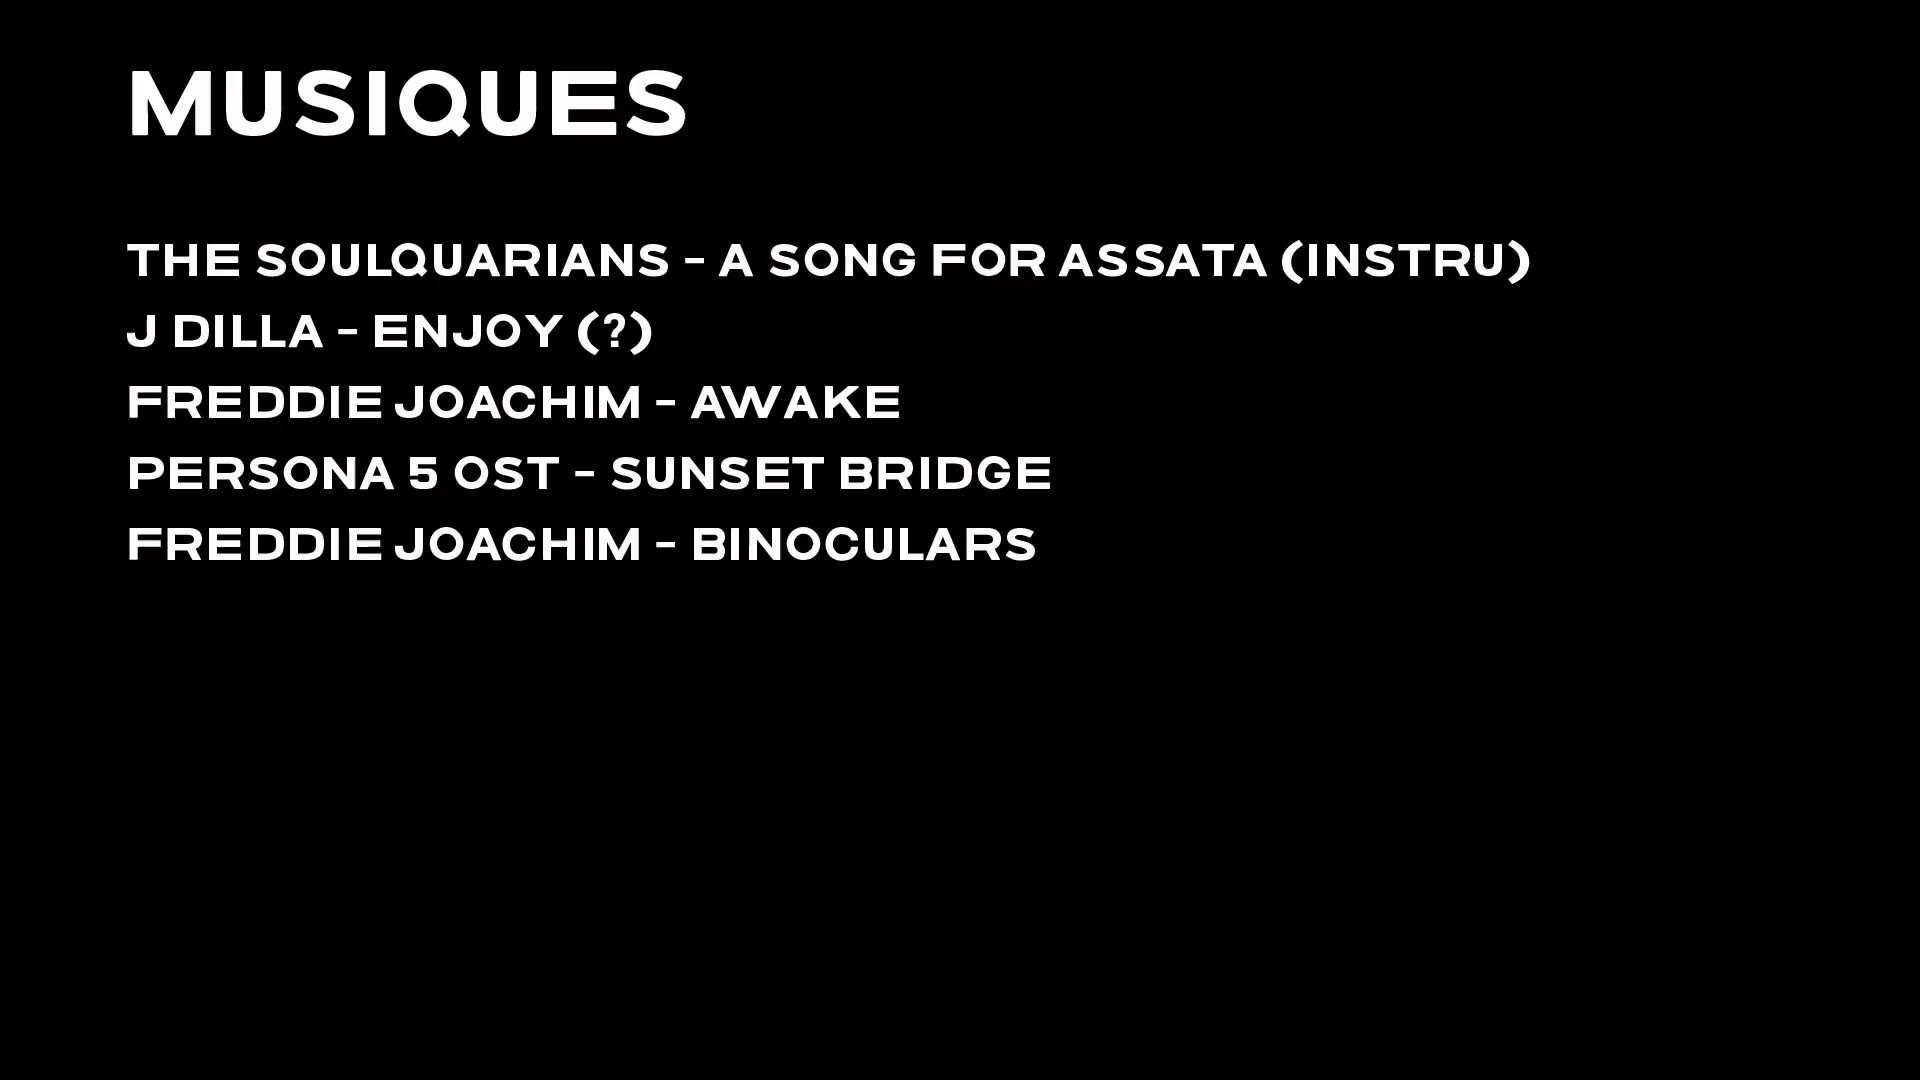 MUSIQUES
THE SOULQUARIANS - A SONG FOR ASSATA (INSTRU)
J DILLA - ENJOY (?)
FREDDIE JOACHIM - AWAKE
PERSONA 5 OST - SUNSET BRIDGE
FREDDIE JOACHIM - BINOCULARS